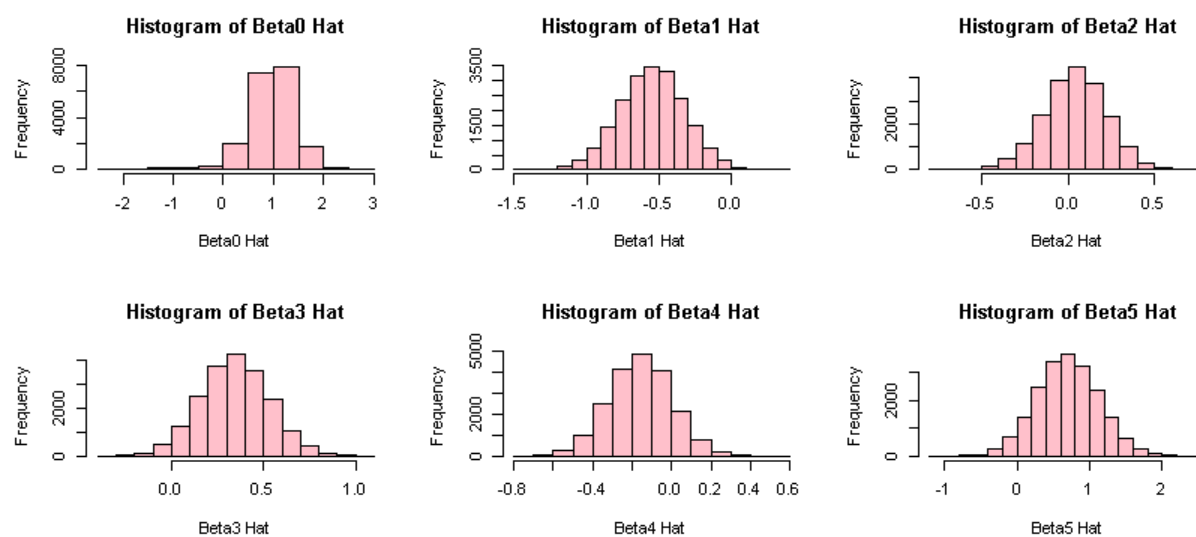 Histogram of Beta0 Hat
Frequency
0 4000 8000
-2 -1 0 1 2 3
Beta0 Hat
Histogram of Beta1 Hat
Frequency
0 1500 3500
-1.5 -1.0 -0.5 0.0
Beta1 Hat
Histogram of Beta2 Hat
Frequency
0 2000
-0.5 0.0 0.5
Beta2 Hat
Histogram of Beta3 Hat
Frequency
0 2000
0.0 0.5 1.0
Beta3 Hat
Histogram of Beta4 Hat
Frequency
0 2000 5000
-0.8 -0.4 0.0 0.2 0.4 0.6
Beta4 Hat
Histogram of Beta5 Hat
Frequency
0 2000
-1 0 1 2
Beta5 Hat